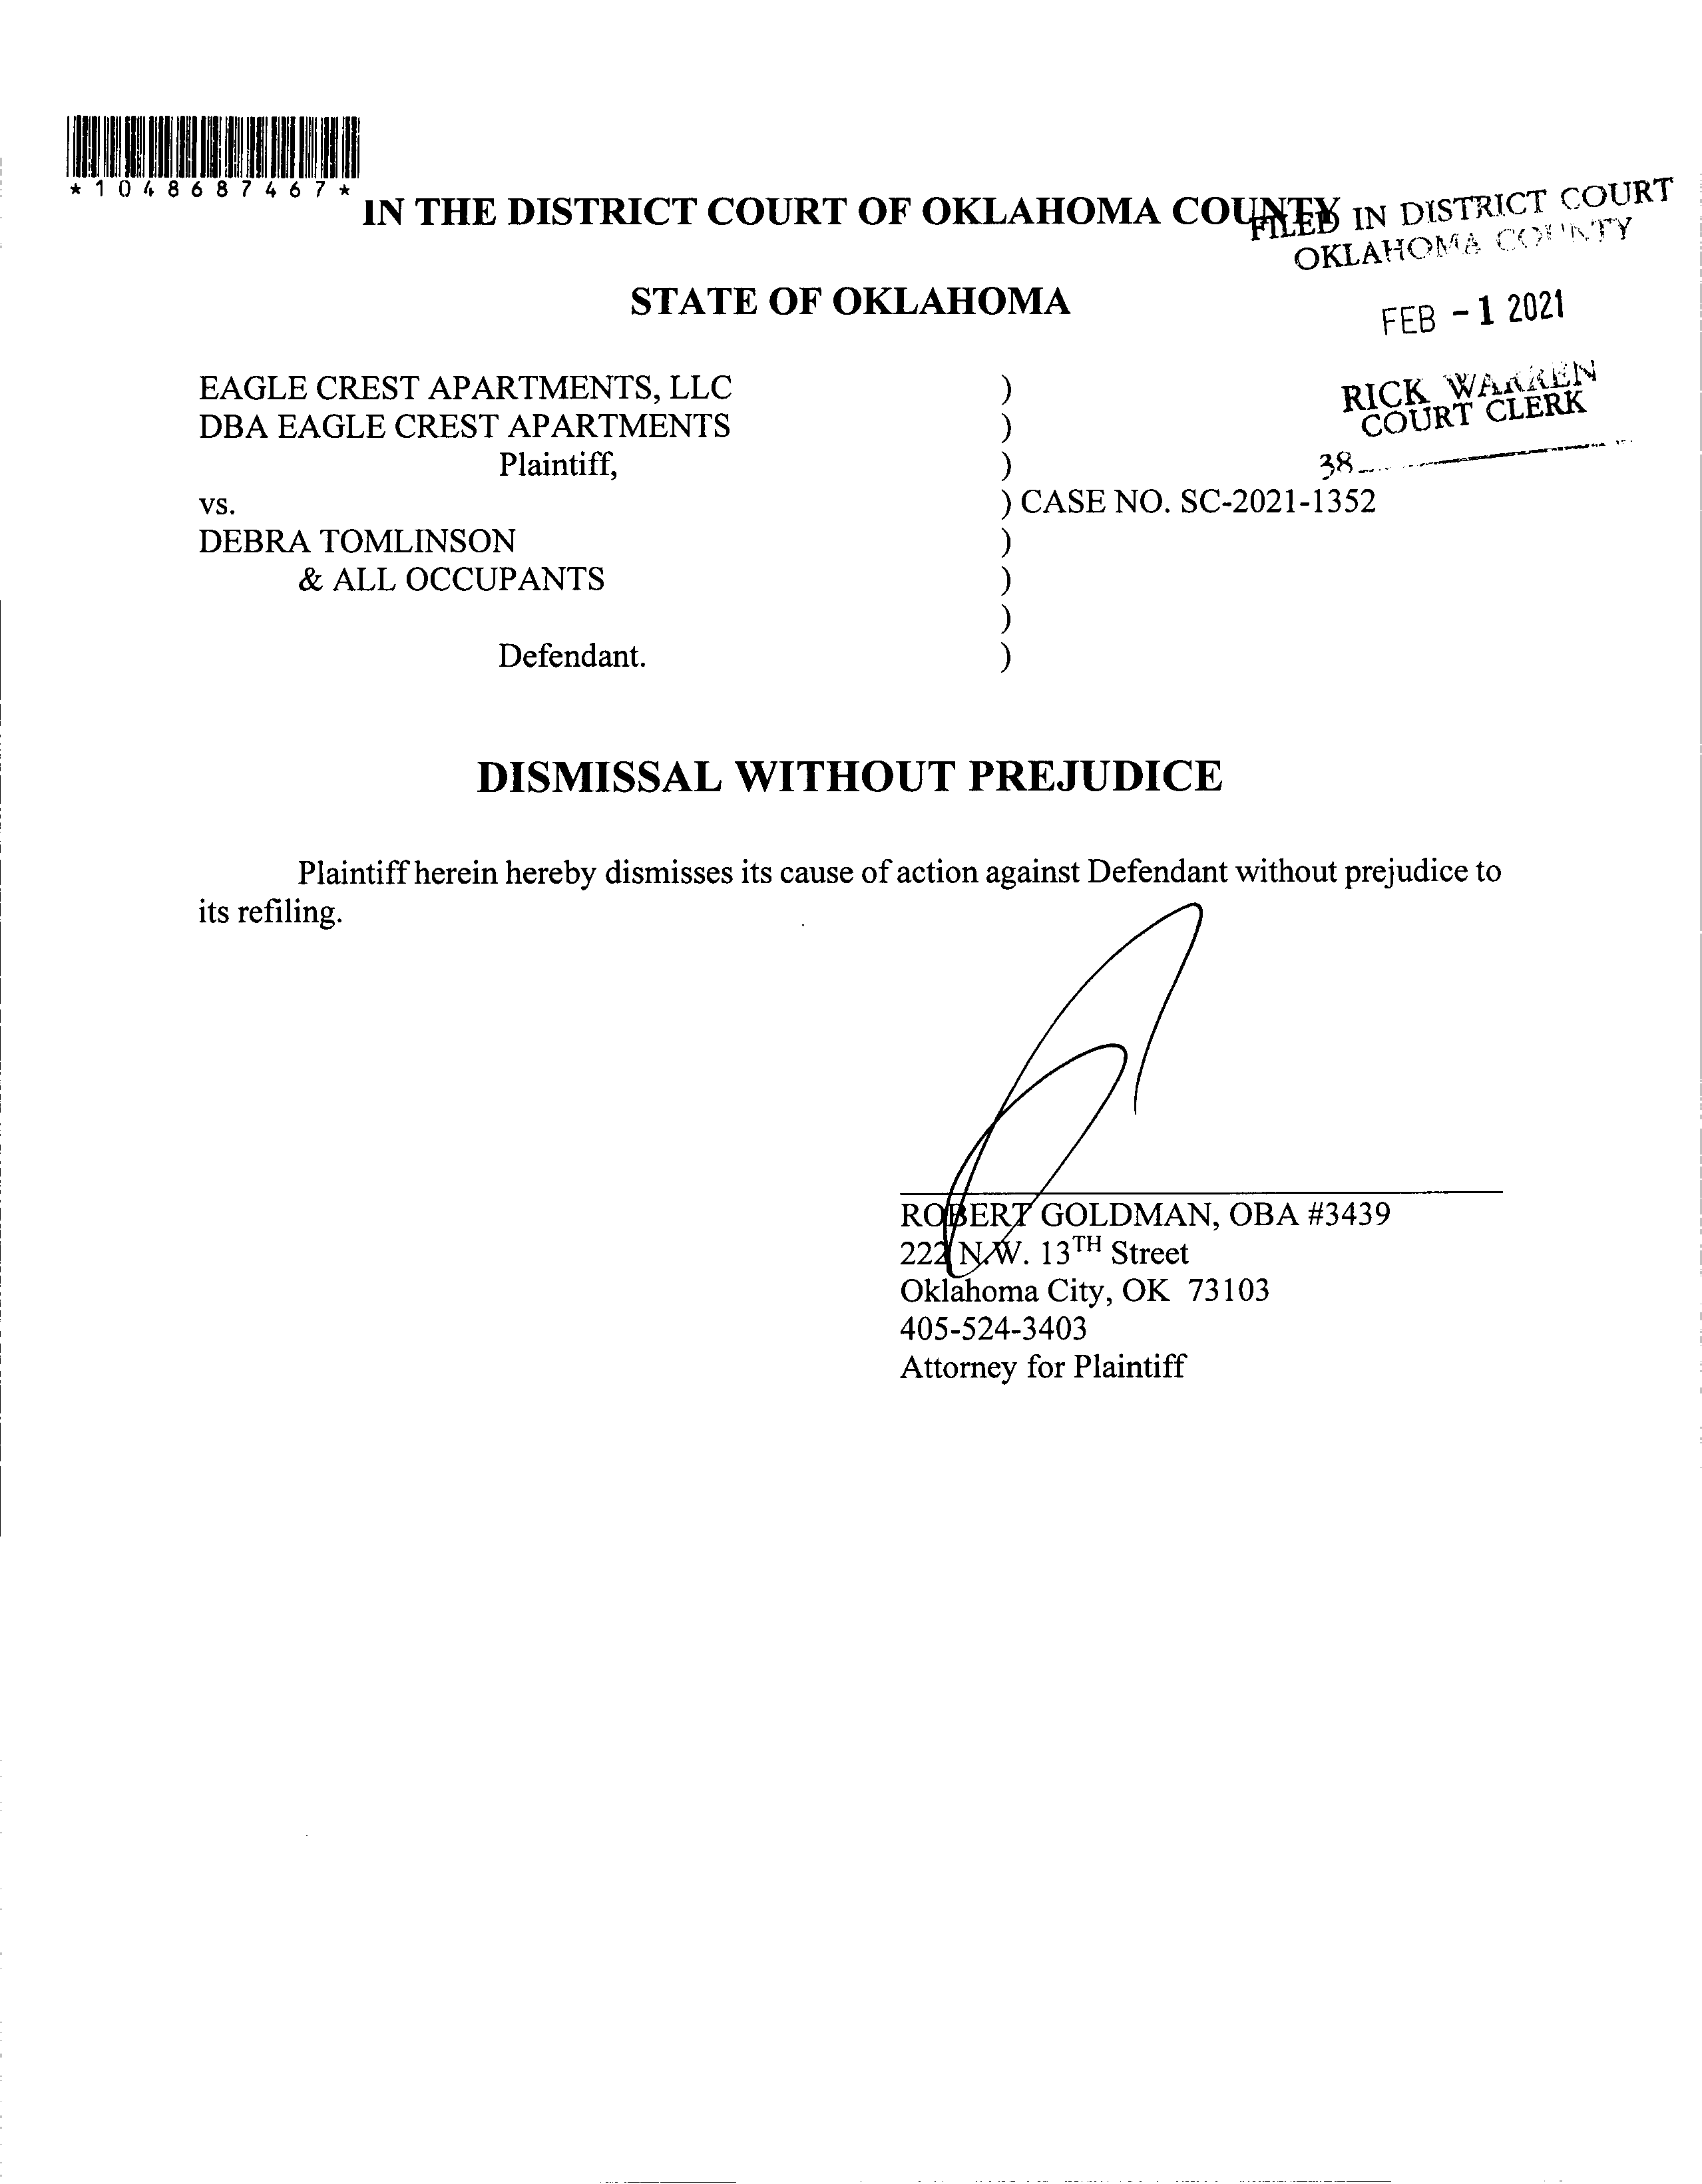 *1048687467*
IN THE DISTRICT COURT OF OKLAHOMA COUNTY
FILED IN DISTRICT COURT
OKLAHOMA COUNTY
STATE OF OKLAHOMA
FEB -1 2021
RICK WARREN
COURT CLERK
38
EAGLE CREST APARTMENTS, LLC )
DBA EAGLE CREST APARTMENTS )
Plaintiff, )
vs. ) CASE NO. SC-2021-1352
DEBRA TOMLINSON )
& ALL OCCUPANTS )
)
Defendant. )
DISMISSAL WITHOUT PREJUDICE
Plaintiff herein hereby dismisses its cause of action against Defendant without prejudice to
its refiling.
ROBERT GOLDMAN, OBA #3439
222 N.W. 13TH Street
Oklahoma City, OK 73103
405-524-3403
Attorney for Plaintiff